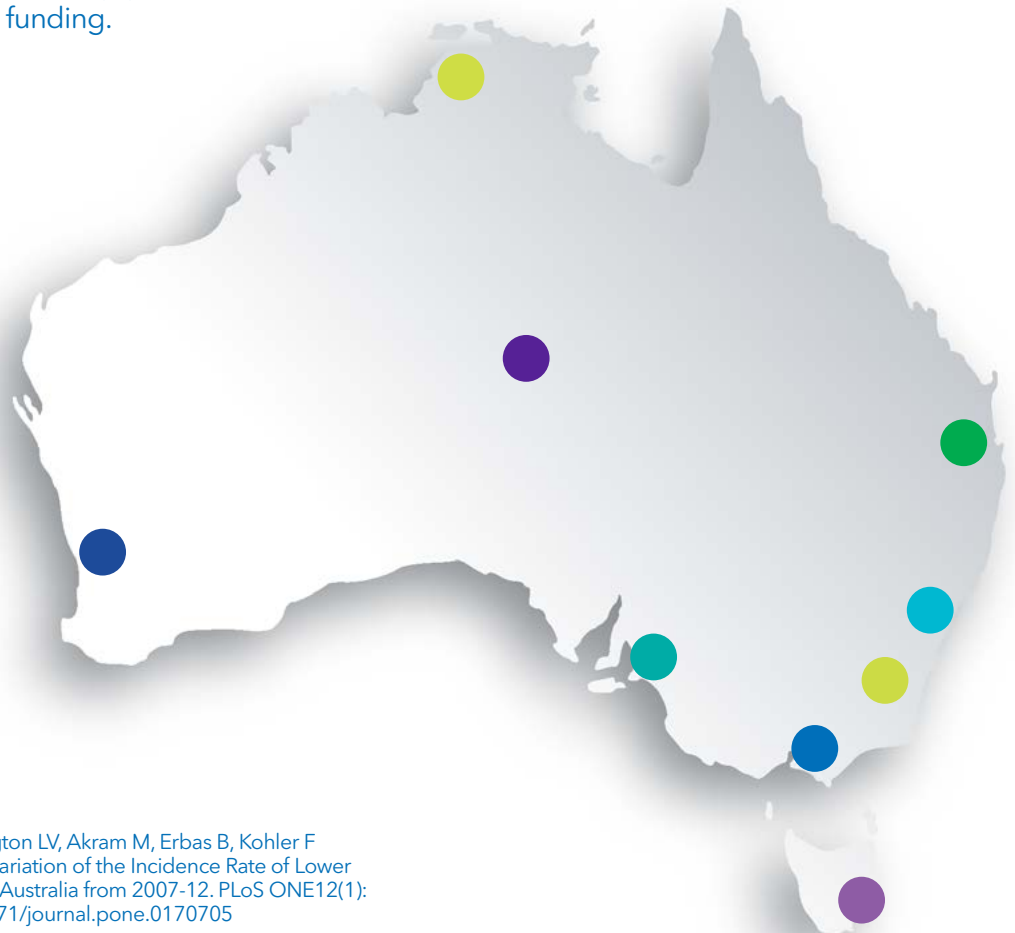 funding.
ton LV, Akram M, Erbas B, Kohler F
ariation of the Incidence Rate of Lower
Australia from 2007-12. PLoS ONE12(1):
71/journal.pone.0170705